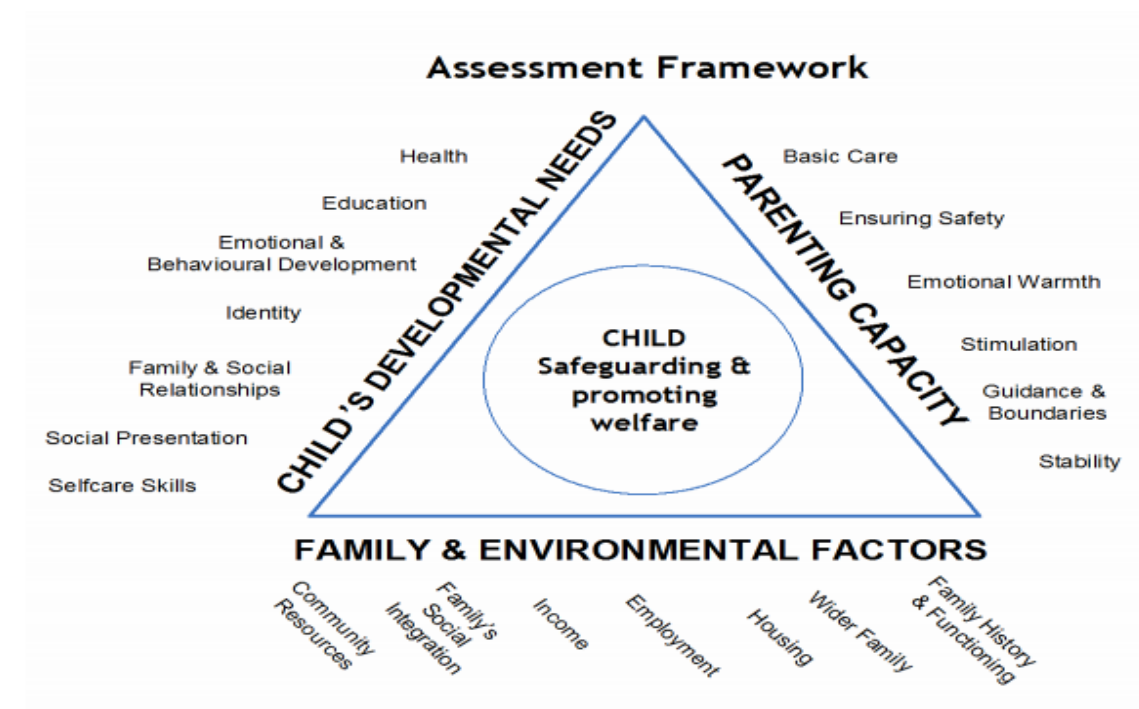 Assessment Framework
CHILD'S DEVELOPMENTAL NEEDS
Health
Education
Emotional &
Behavioural Development
Identity
Family & Social
Relationships
Social Presentation
Selfcare Skills
PARENTING CAPACITY
Basic Care
Ensuring Safety
Emotional Warmth
Stimulation
Guidance &
Boundaries
Stability
CHILD
Safeguarding &
promoting
welfare
FAMILY & ENVIRONMENTAL FACTORS
Community
Resources
Family's
Social
Integration
Income
Employment
Housing
Wider Family
Family History
& Functioning